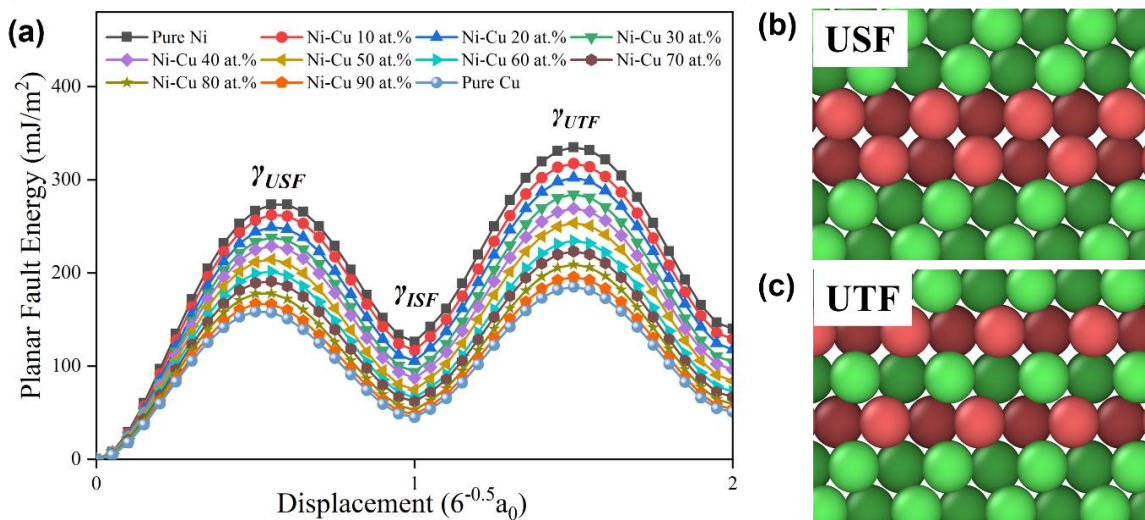 (a)
Pure Ni Ni-Cu 10 at.% Ni-Cu 20 at.% Ni-Cu 30 at.%
Ni-Cu 40 at.% Ni-Cu 50 at.% Ni-Cu 60 at.% Ni-Cu 70 at.%
Ni-Cu 80 at.% Ni-Cu 90 at.% Pure Cu
Planar Fault Energy (mJ/m²)
400
300
200
100
0
γUSF
γISF
γUTF
0 1 2
Displacement (6⁻⁰·⁵a₀)
(b)
USF
(c)
UTF